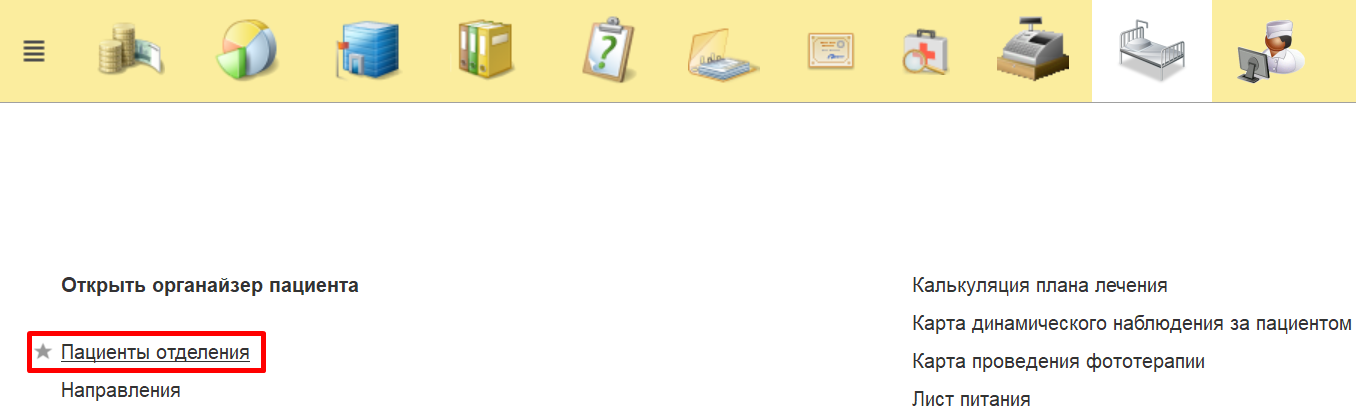 Открыть органайзер пациента
Пациенты отделения
Направления
Калькуляция плана лечения
Карта динамического наблюдения за пациентом
Карта проведения фототерапии
Лист питания